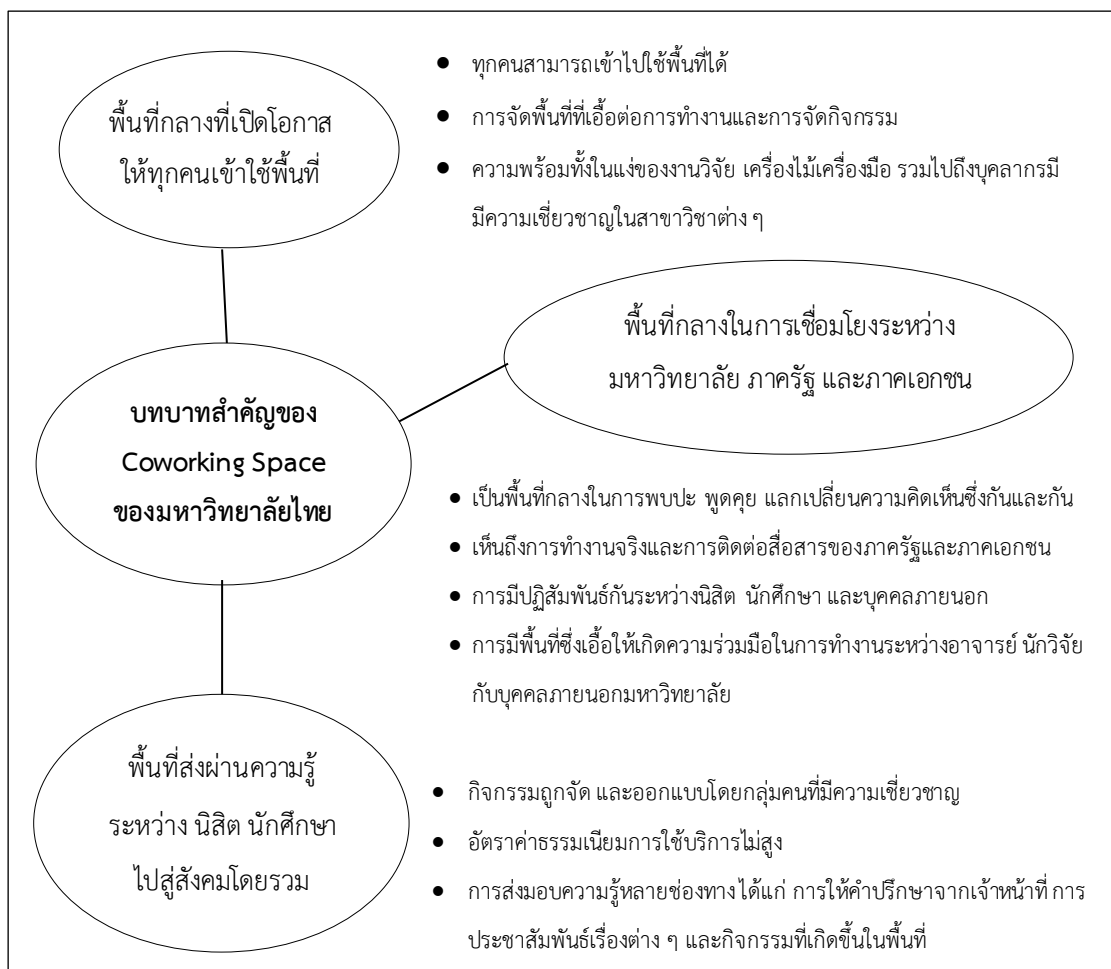 พื้นที่กลางที่เปิดโอกาส
ให้ทุกคนเข้าใช้พื้นที่
● ทุกคนสามารถเข้าไปใช้พื้นที่ได้
● การจัดพื้นที่ที่เอื้อต่อการทำงานและการจัดกิจกรรม
● ความพร้อมทั้งในแง่ของงานวิจัย เครื่องไม้เครื่องมือ รวมไปถึงบุคลากรมี
มีความเชี่ยวชาญในสาขาวิชาต่าง ๆ
พื้นที่กลางในการเชื่อมโยงระหว่าง
มหาวิทยาลัย ภาครัฐ และภาคเอกชน
บทบาทสำคัญของ
Coworking Space
ของมหาวิทยาลัยไทย
● เป็นพื้นที่กลางในการพบปะ พูดคุย แลกเปลี่ยนความคิดเห็นซึ่งกันและกัน
● เห็นถึงการทำงานจริงและการติดต่อสื่อสารของภาครัฐและภาคเอกชน
● การมีปฏิสัมพันธ์กันระหว่างนิสิต นักศึกษา และบุคคลภายนอก
● การมีพื้นที่ซึ่งเอื้อให้เกิดความร่วมมือในการทำงานระหว่างอาจารย์ นักวิจัย
กับบุคคลภายนอกมหาวิทยาลัย
พื้นที่ส่งผ่านความรู้
ระหว่าง นิสิต นักศึกษา
ไปสู่สังคมโดยรวม
● กิจกรรมถูกจัด และออกแบบโดยกลุ่มคนที่มีความเชี่ยวชาญ
● อัตราค่าธรรมเนียมการใช้บริการไม่สูง
● การส่งมอบความรู้หลายช่องทาง ได้แก่ การให้คำปรึกษาจากเจ้าหน้าที่ การ
ประชาสัมพันธ์เรื่องต่าง ๆ และกิจกรรมที่เกิดขึ้นในพื้นที่